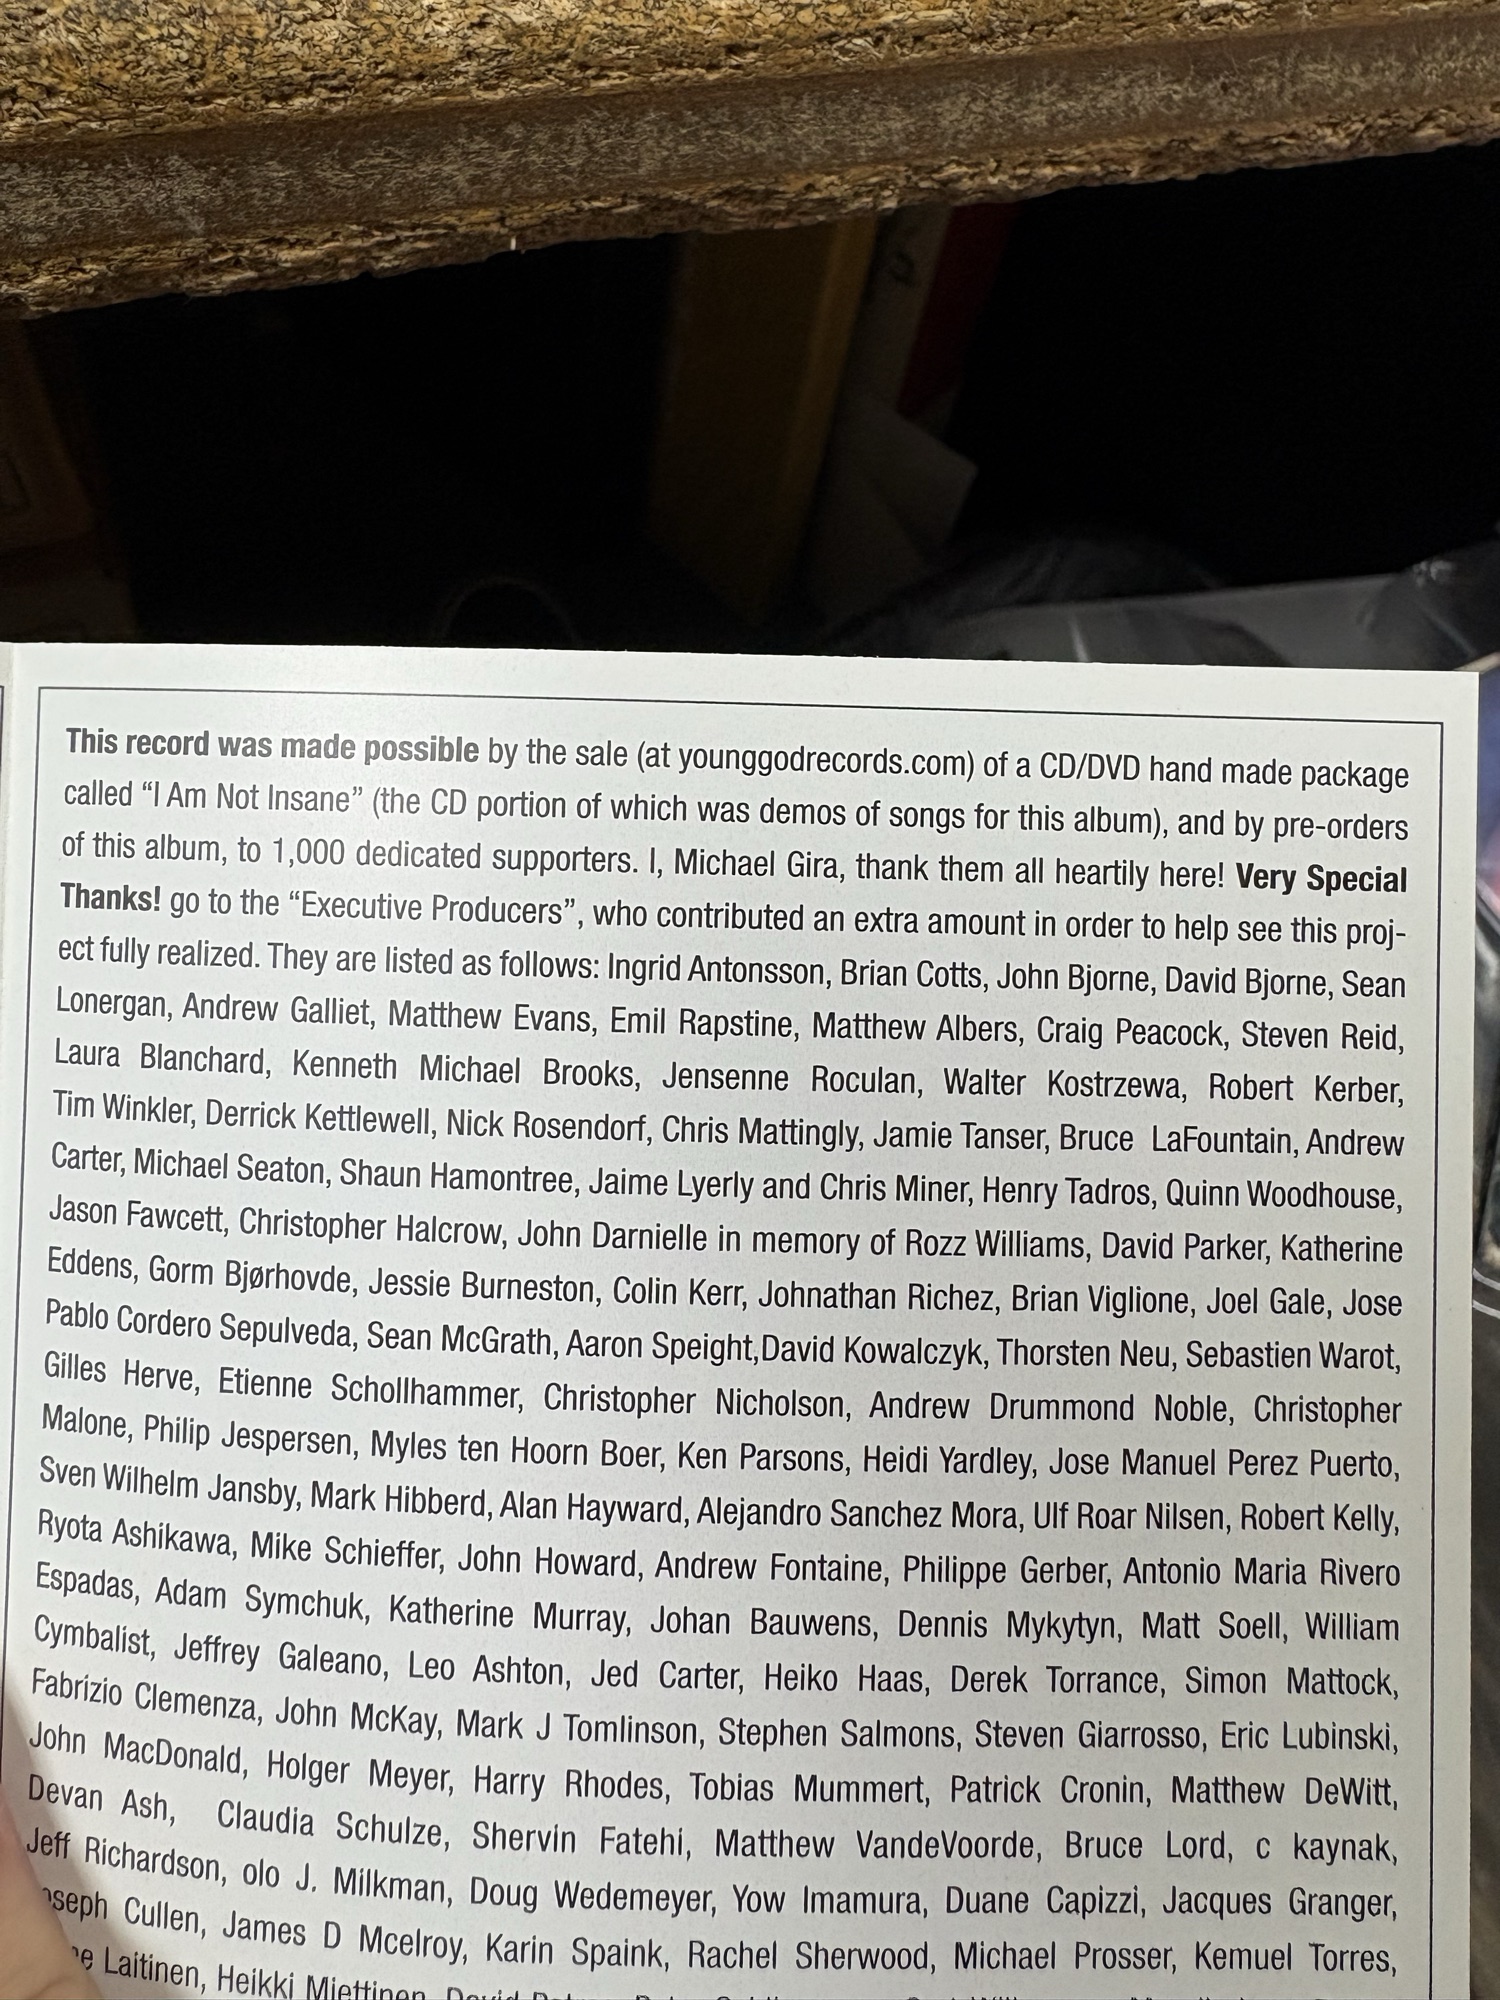 This record was made possible by the sale (at younggodrecords.com) of a CD/DVD hand made package
called “I Am Not Insane” (the CD portion of which was demos of songs for this album), and by pre-orders
of this album, to 1,000 dedicated supporters. I, Michael Gira, thank them all heartily here! Very Special
Thanks! go to the “Executive Producers”, who contributed an extra amount in order to help see this proj-
ect fully realized. They are listed as follows: Ingrid Antonsson, Brian Cotts, John Bjorne, David Bjorne, Sean
Lonergan, Andrew Galliet, Matthew Evans, Emil Rapstine, Matthew Albers, Craig Peacock, Steven Reid,
Laura Blanchard, Kenneth Michael Brooks, Jensenne Roculan, Walter Kostrzewa, Robert Kerber,
Tim Winkler, Derrick Kettlewell, Nick Rosendorf, Chris Mattingly, Jamie Tanser, Bruce LaFountain, Andrew
Carter, Michael Seaton, Shaun Hamontree, Jaime Lyerly and Chris Miner, Henry Tadros, Quinn Woodhouse,
Jason Fawcett, Christopher Halcrow, John Darnielle in memory of Rozz Williams, David Parker, Katherine
Eddens, Gorm Bjørhovde, Jessie Burneston, Colin Kerr, Johnathan Richez, Brian Viglione, Joel Gale, Jose
Pablo Cordero Sepulveda, Sean McGrath, Aaron Speight,David Kowalczyk, Thorsten Neu, Sebastien Warot,
Gilles Herve, Etienne Schollhammer, Christopher Nicholson, Andrew Drummond Noble, Christopher
Malone, Philip Jespersen, Myles ten Hoorn Boer, Ken Parsons, Heidi Yardley, Jose Manuel Perez Puerto,
Sven Wilhelm Jansby, Mark Hibberd, Alan Hayward, Alejandro Sanchez Mora, Ulf Roar Nilsen, Robert Kelly,
Ryota Ashikawa, Mike Schieffer, John Howard, Andrew Fontaine, Philippe Gerber, Antonio Maria Rivero
Espadas, Adam Symchuk, Katherine Murray, Johan Bauwens, Dennis Mykytyn, Matt Soell, William
Cymbalist, Jeffrey Galeano, Leo Ashton, Jed Carter, Heiko Haas, Derek Torrance, Simon Mattock,
Fabrizio Clemenza, John McKay, Mark J Tomlinson, Stephen Salmons, Steven Giarrosso, Eric Lubinski,
John MacDonald, Holger Meyer, Harry Rhodes, Tobias Mummert, Patrick Cronin, Matthew DeWitt,
Devan Ash, Claudia Schulze, Shervin Fatehi, Matthew VandeVoorde, Bruce Lord, c kaynak,
Jeff Richardson, olo J. Milkman, Doug Wedemeyer, Yow Imamura, Duane Capizzi, Jacques Granger,
Cullen, James D Mcelroy, Karin Spaink, Rachel Sherwood, Michael Prosser, Kemuel Torres,
Laitinen, Heikki Miettinen, David